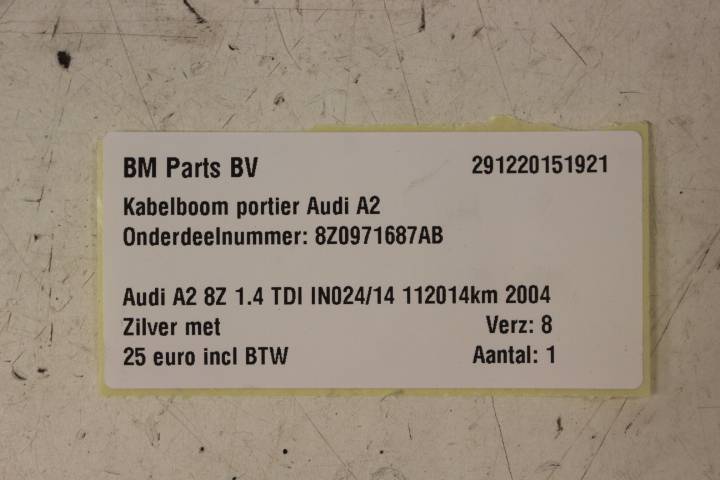 BM Parts BV 291220151921
Kabelboom portier Audi A2
Onderdeelnummer: 8Z0971687AB
Audi A2 8Z 1.4 TDI IN024/14 112014km 2004
Zilver met Verz: 8
25 euro incl BTW Aantal: 1